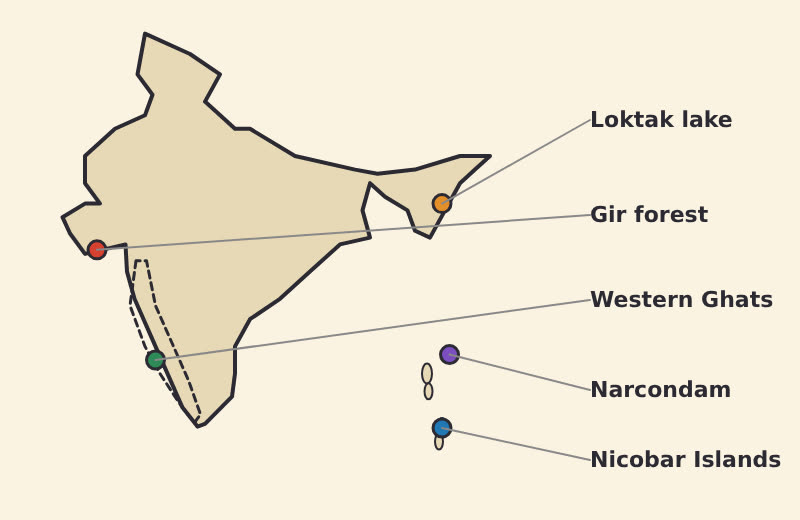 Loktak lake
Gir forest
Western Ghats
Narcondam
Nicobar Islands